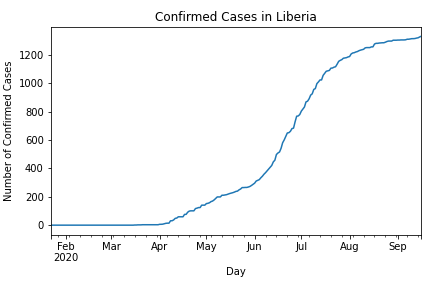 Confirmed Cases in Liberia
Number of Confirmed Cases
1200
1000
800
600
400
200
0
Feb Mar Apr May Jun Jul Aug Sep
2020
Day